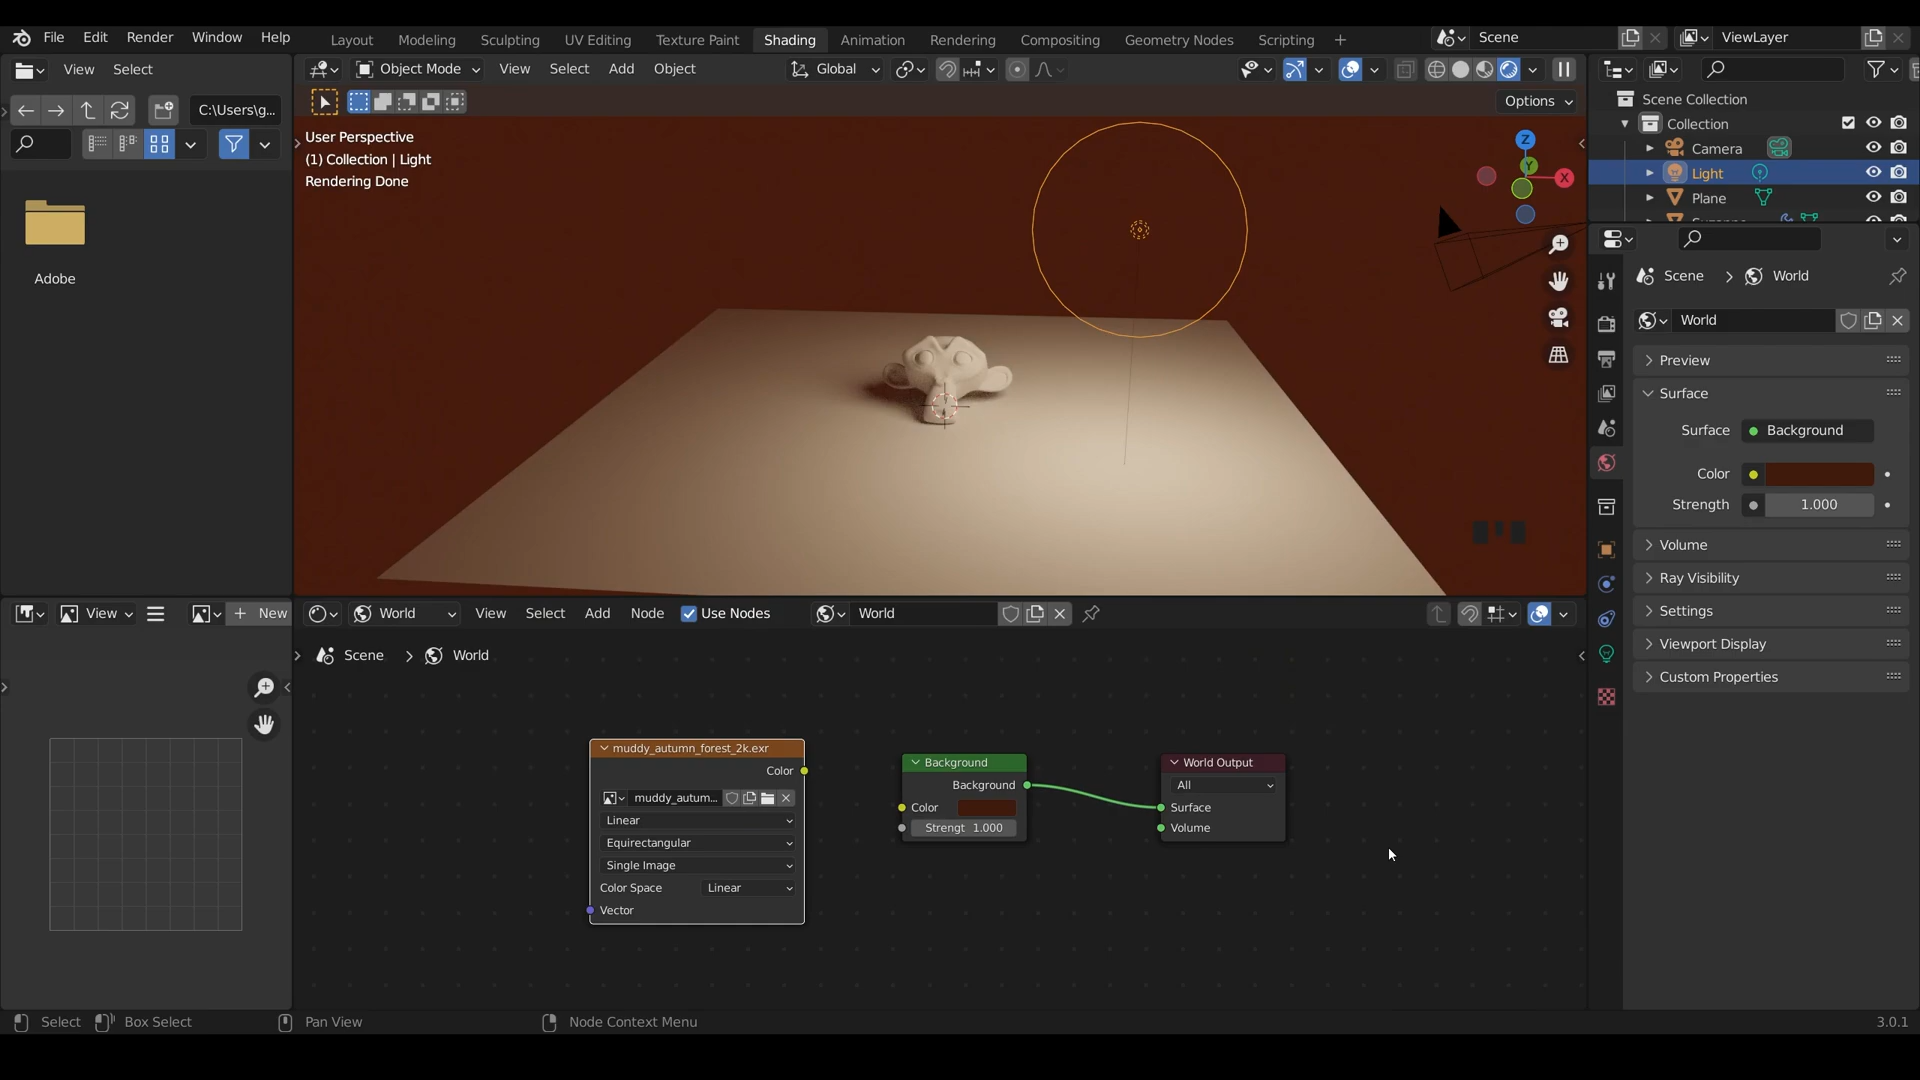 File Edit Render Window Help
Layout Modeling Sculpting UV Editing Texture Paint Shading Animation Rendering Compositing Geometry Nodes Scripting +
Scene
ViewLayer
View Select
Object Mode View Select Add Object
Global
C:\Users\g...
Options
Scene Collection
Collection
Camera
Light
Plane
User Perspective
(1) Collection | Light
Rendering Done
Z
Y
X
Adobe
Scene > World
World
Preview
Surface
Surface Background
Color
Strength 1.000
Volume
Ray Visibility
Settings
Viewport Display
Custom Properties
View + New
World View Select Add Node Use Nodes World
Scene > World
muddy_autumn_forest_2k.exr
Color
muddy_autum...
Linear
Equirectangular
Single Image
Color Space Linear
Vector
Background
Background
Color
Strengt 1.000
World Output
All
Surface
Volume
Select Box Select Pan View Node Context Menu 3.0.1